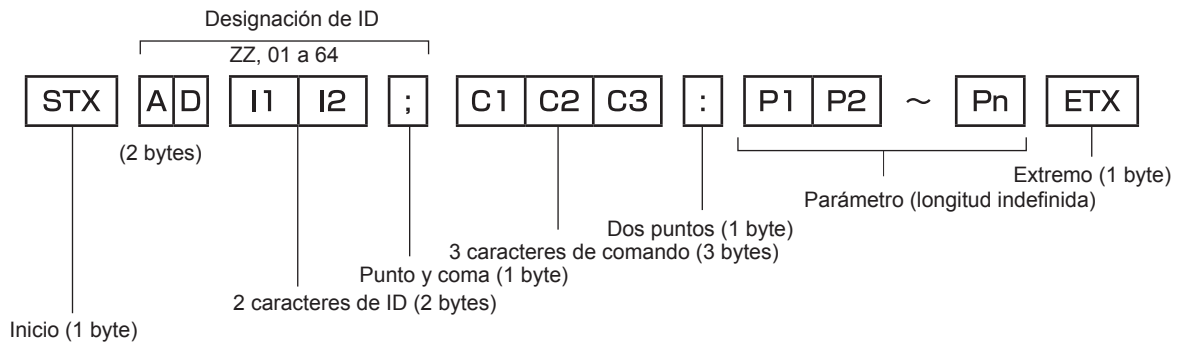 Designación de ID
ZZ, 01 a 64
STX A D I1 I2 ; C1 C2 C3 : P1 P2 ~ Pn ETX
(2 bytes)
Extremo (1 byte)
Parámetro (longitud indefinida)
Dos puntos (1 byte)
3 caracteres de comando (3 bytes)
Punto y coma (1 byte)
2 caracteres de ID (2 bytes)
Inicio (1 byte)